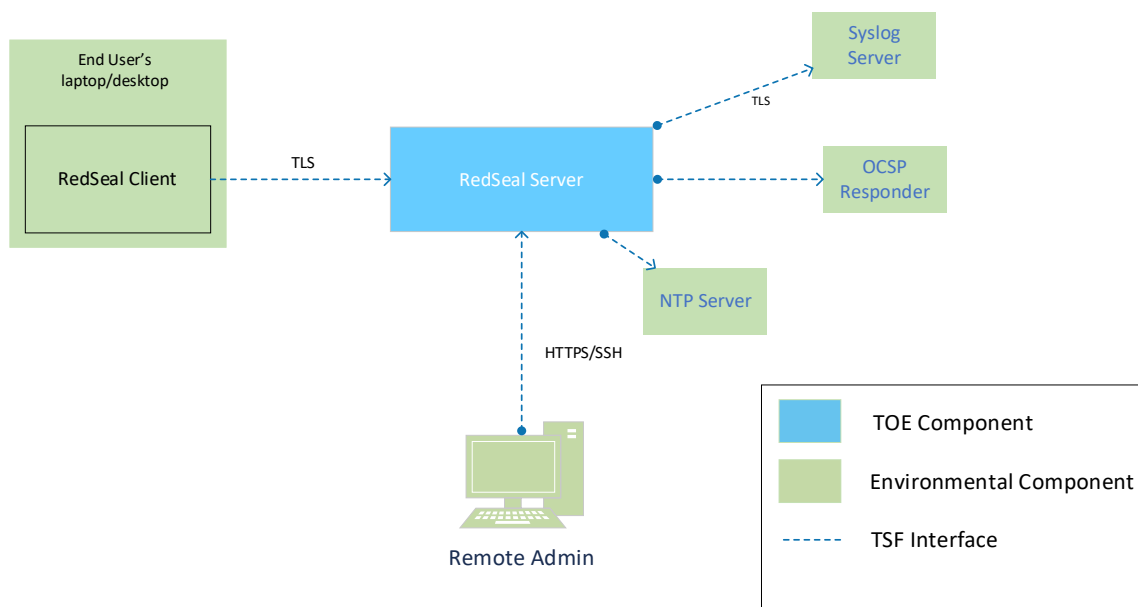 End User's
laptop/desktop
RedSeal Client
TLS
RedSeal Server
Syslog
Server
TLS
OCSP
Responder
NTP Server
HTTPS/SSH
Remote Admin
TOE Component
Environmental Component
TSF Interface